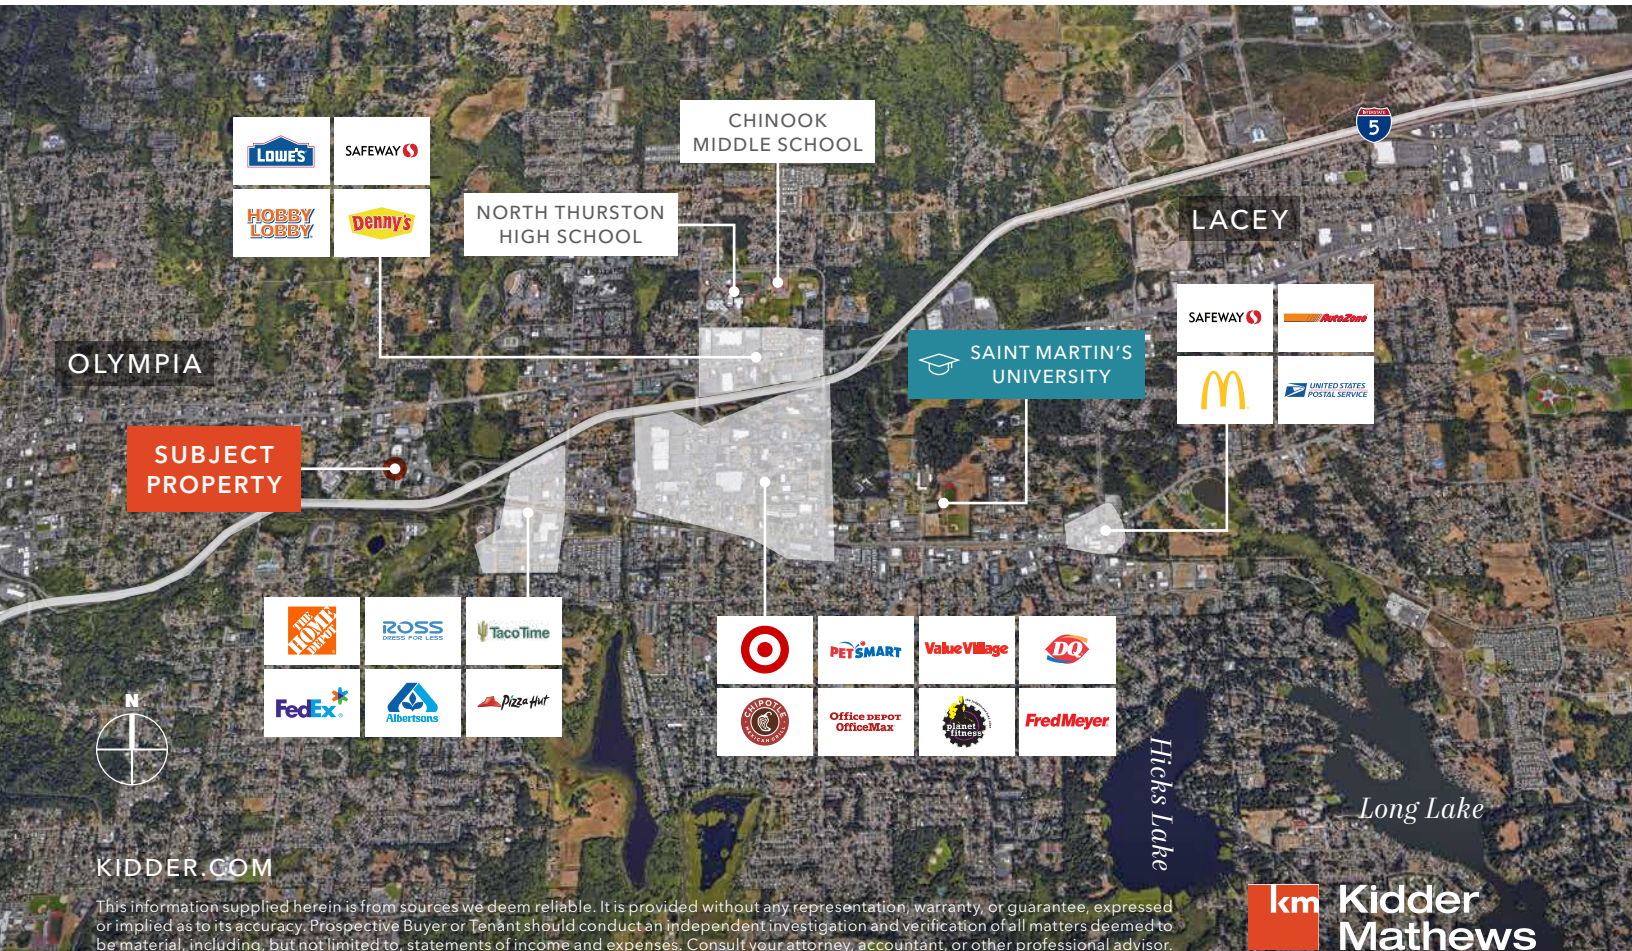 INTERSTATE
5
CHINOOK
MIDDLE SCHOOL
LOWE'S
SAFEWAY
HOBBY
LOBBY
Denny's
NORTH THURSTON
HIGH SCHOOL
LACEY
OLYMPIA
SAINT MARTIN'S
UNIVERSITY
SAFEWAY
AutoZone
UNITED STATES
POSTAL SERVICE
SUBJECT
PROPERTY
THE
HOME
DEPOT
ROSS
DRESS FOR LESS
TacoTime
FedEx
Albertsons
Pizza Hut
PETSMART
Value Village
DQ
CHIPOTLE
MEXICAN GRILL
Office DEPOT
OfficeMax
planet
fitness
Fred Meyer
N
Hicks Lake
Long Lake
KIDDER.COM
This information supplied herein is from sources we deem reliable. It is provided without any representation, warranty, or guarantee, expressed
or implied as to its accuracy. Prospective Buyer or Tenant should conduct an independent investigation and verification of all matters deemed to
be material, including, but not limited to, statements of income and expenses. Consult your attorney, accountant, or other professional advisor.
km
Kidder
Mathews